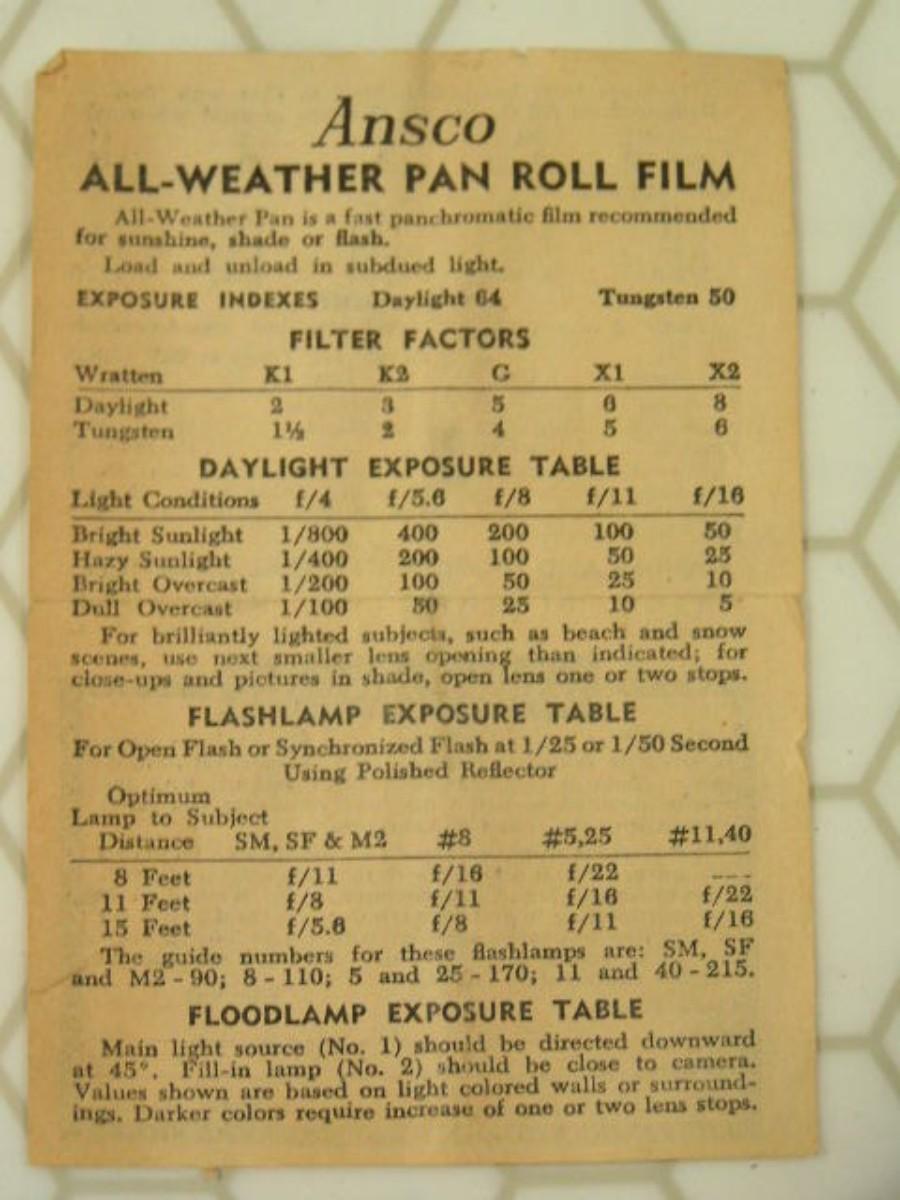 Ansco
ALL-WEATHER PAN ROLL FILM
All-Weather Pan is a fast panchromatic film recommended
for sunshine, shade or flash.
Load and unload in subdued light.
EXPOSURE INDEXES Daylight 64 Tungsten 50
FILTER FACTORS
Wratten K1 K2 G X1 X2
Daylight 2 3 5 6 8
Tungsten 1½ 2 4 5 6
DAYLIGHT EXPOSURE TABLE
Light Conditions f/4 f/5.6 f/8 f/11 f/16
Bright Sunlight 1/800 400 200 100 50
Hazy Sunlight 1/400 200 100 50 25
Bright Overcast 1/200 100 50 25 10
Dull Overcast 1/100 50 25 10 5
For brilliantly lighted subjects, such as beach and snow
scenes, use next smaller lens opening than indicated; for
close-ups and pictures in shade, open lens one or two stops.
FLASHLAMP EXPOSURE TABLE
For Open Flash or Synchronized Flash at 1/25 or 1/50 Second
Using Polished Reflector
Optimum
Lamp to Subject
Distance SM, SF & M2 #8 #5,25 #11,40
8 Feet f/11 f/16 f/22 ---
11 Feet f/8 f/11 f/16 f/22
15 Feet f/5.6 f/8 f/11 f/16
The guide numbers for these flashlamps are: SM, SF
and M2 - 90; 8 - 110; 5 and 25 - 170; 11 and 40 - 215.
FLOODLAMP EXPOSURE TABLE
Main light source (No. 1) should be directed downward
at 45°. Fill-in lamp (No. 2) should be close to camera.
Values shown are based on light colored walls or surround-
ings. Darker colors require increase of one or two lens stops.